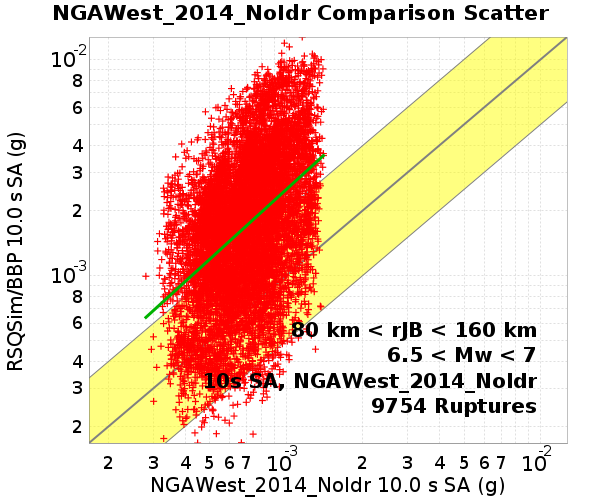 NGAWest_2014_NoIdr Comparison Scatter
RSQSim/BBP 10.0 s SA (g)
10-2
8
6
4
3
2
10-3
8
6
4
3
2
80 km < rJB < 160 km
6.5 < Mw < 7
10s SA, NGAWest_2014_NoIdr
9754 Ruptures
2 3 4 5 6 7 10-3 2 3 4 5 6 7 10-2
NGAWest_2014_NoIdr 10.0 s SA (g)